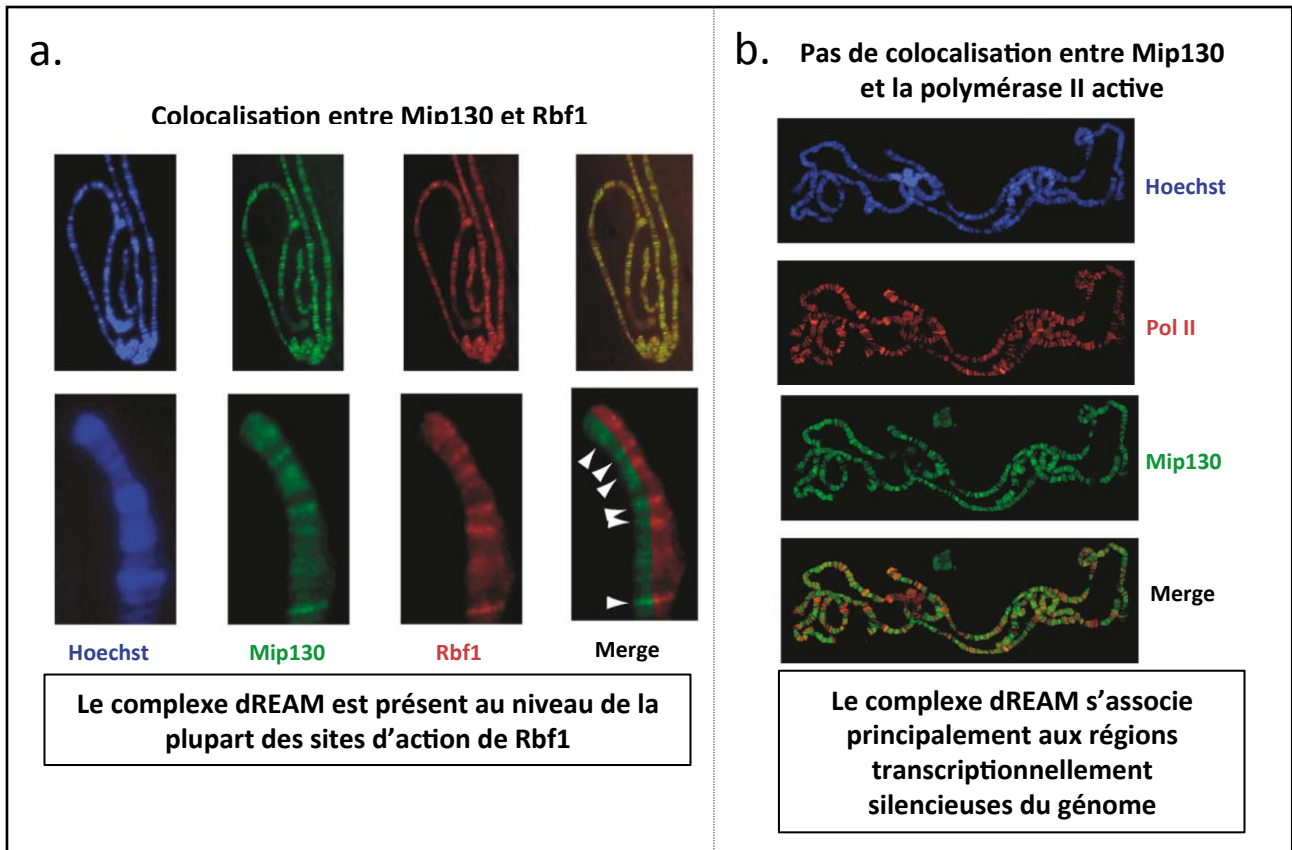 a.
Colocalisation entre Mip130 et Rbf1
Hoechst
Mip130
Rbf1
Merge
Le complexe dREAM est présent au niveau de la
plupart des sites d’action de Rbf1
b.
Pas de colocalisation entre Mip130
et la polymérase II active
Hoechst
Pol II
Mip130
Merge
Le complexe dREAM s’associe
principalement aux régions
transcriptionnellement
silencieuses du génome